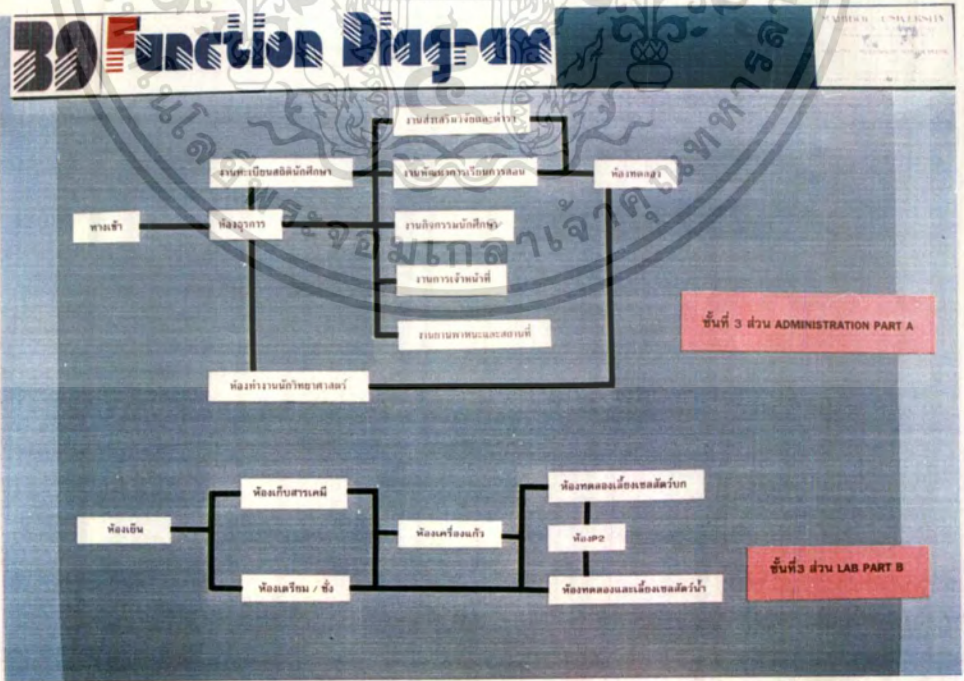 39 Function Diagram
MAHIDOL UNIVERSITY
งานส่งเสริมวิจัยและตำรา
งานทะเบียนสถิตินักศึกษา
งานพัฒนาการเรียนการสอน
ห้องทดลอง
ทางเข้า
ห้องธุรการ
งานกิจกรรมนักศึกษา
งานการเจ้าหน้าที่
งานยานพาหนะและสถานที่
ห้องทำงานนักวิทยาศาสตร์
ชั้นที่ 3 ส่วน ADMINISTRATION PART A
ห้องเย็น
ห้องเก็บสารเคมี
ห้องเตรียม / ชั่ง
ห้องเครื่องแก้ว
ห้องทดลองเลี้ยงเซลสัตว์บก
ห้องP2
ห้องทดลองและเลี้ยงเซลสัตว์น้ำ
ชั้นที่3 ส่วน LAB PART B